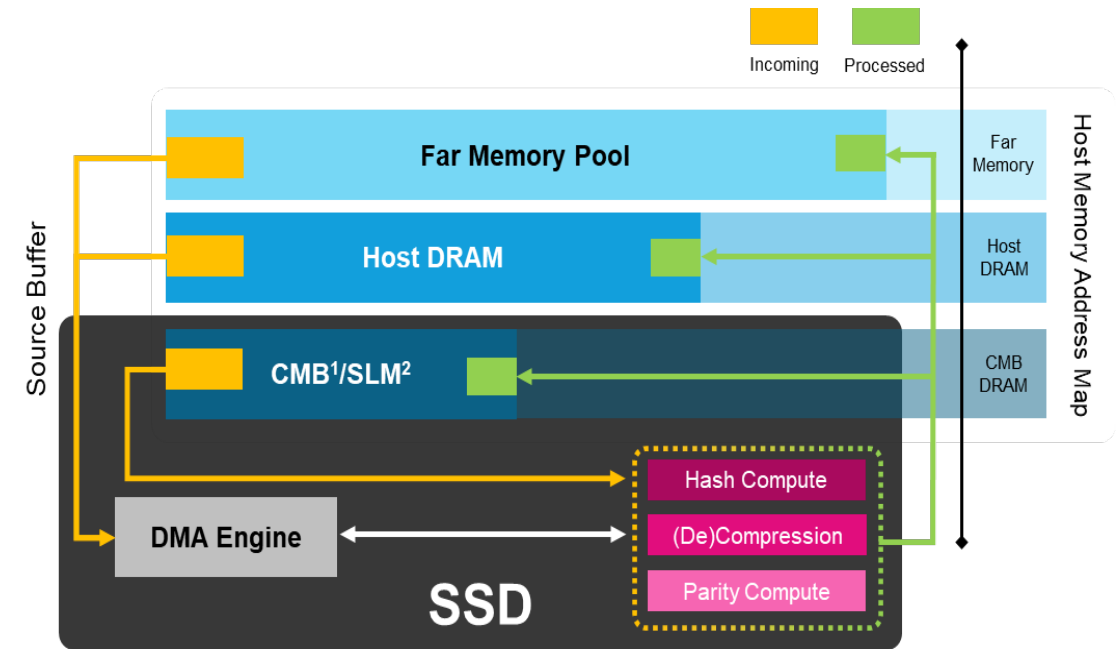 Incoming
Processed
Far Memory Pool
Far
Memory
Host DRAM
Host
DRAM
CMB¹/SLM²
CMB
DRAM
Source Buffer
Host Memory Address Map
Hash Compute
DMA Engine
(De)Compression
Parity Compute
SSD